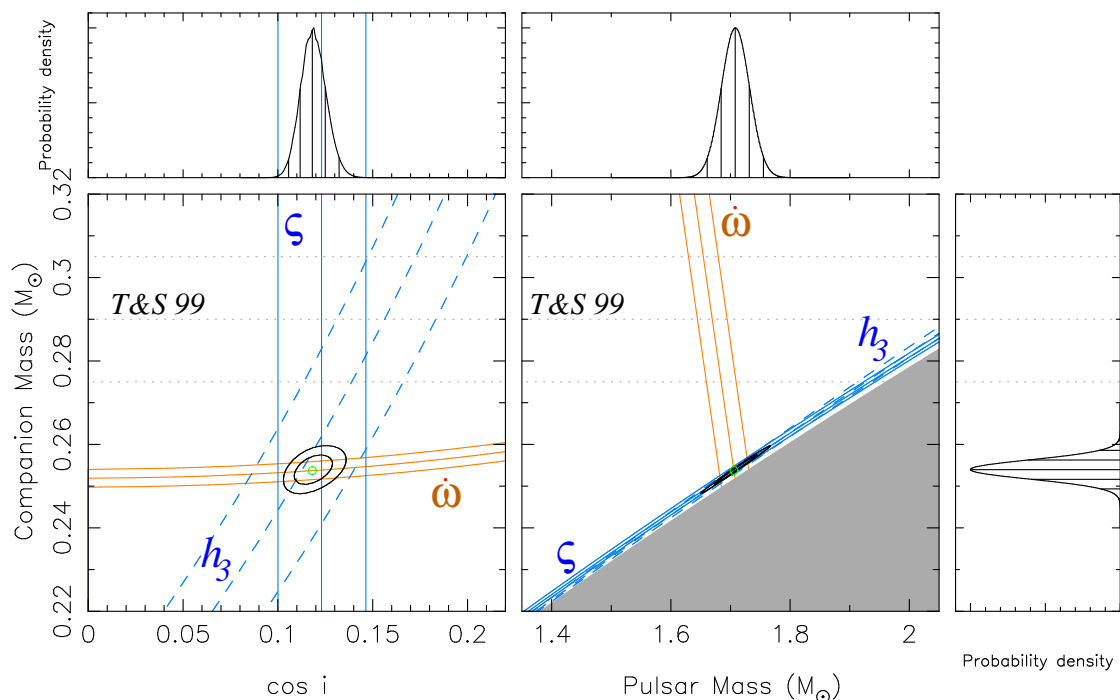 Probability density
ς
ω̇
T&S 99
T&S 99
h₃
h₃
ω̇
ς
Companion Mass (M☉)
0.22 0.24 0.26 0.28 0.3 0.32
0 0.05 0.1 0.15 0.2
1.4 1.6 1.8 2
cos i
Pulsar Mass (M☉)
Probability density